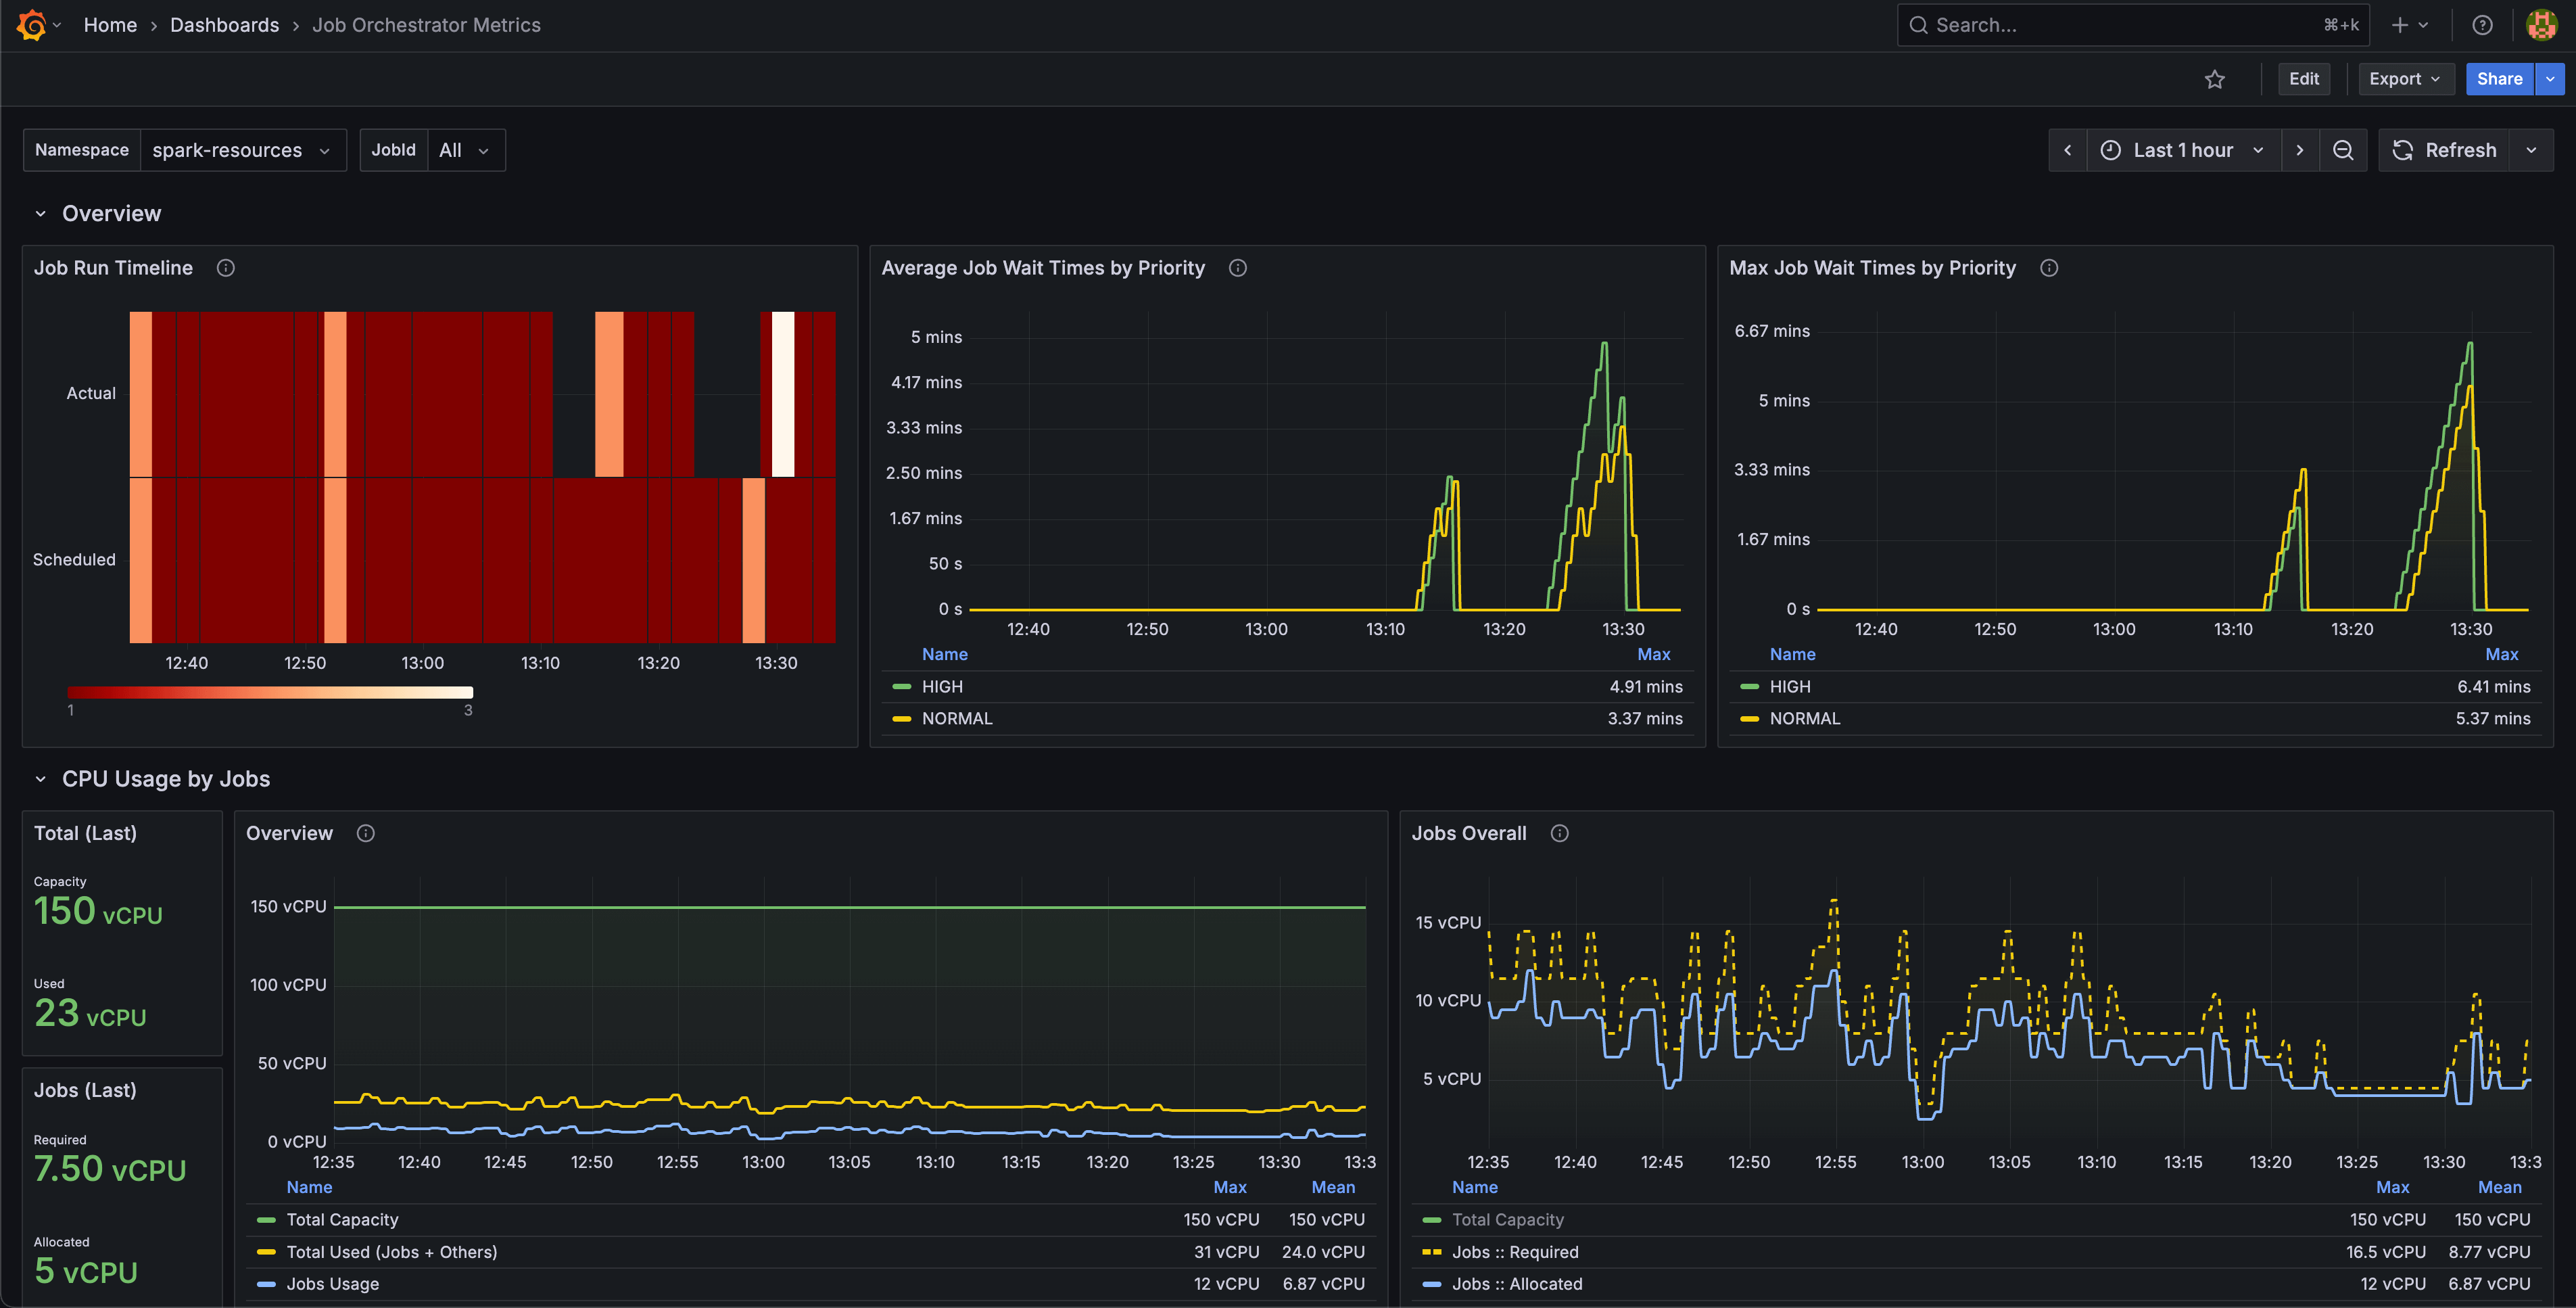 Home › Dashboards › Job Orchestrator Metrics
Search... ⌘+k
Edit Export Share
Namespace spark-resources JobId All
Last 1 hour Refresh
Overview
Job Run Timeline
Actual
Scheduled
12:40 12:50 13:00 13:10 13:20 13:30
1 3
Average Job Wait Times by Priority
5 mins
4.17 mins
3.33 mins
2.50 mins
1.67 mins
50 s
0 s
12:40 12:50 13:00 13:10 13:20 13:30
Name Max
HIGH 4.91 mins
NORMAL 3.37 mins
Max Job Wait Times by Priority
6.67 mins
5 mins
3.33 mins
1.67 mins
0 s
12:40 12:50 13:00 13:10 13:20 13:30
Name Max
HIGH 6.41 mins
NORMAL 5.37 mins
CPU Usage by Jobs
Total (Last)
Capacity
150 vCPU
Used
23 vCPU
Jobs (Last)
Required
7.50 vCPU
Allocated
5 vCPU
Overview
150 vCPU
100 vCPU
50 vCPU
0 vCPU
12:35 12:40 12:45 12:50 12:55 13:00 13:05 13:10 13:15 13:20 13:25 13:30 13:3
Name Max Mean
Total Capacity 150 vCPU 150 vCPU
Total Used (Jobs + Others) 31 vCPU 24.0 vCPU
Jobs Usage 12 vCPU 6.87 vCPU
Jobs Overall
15 vCPU
10 vCPU
5 vCPU
12:35 12:40 12:45 12:50 12:55 13:00 13:05 13:10 13:15 13:20 13:25 13:30 13:3
Name Max Mean
Total Capacity 150 vCPU 150 vCPU
Jobs :: Required 16.5 vCPU 8.77 vCPU
Jobs :: Allocated 12 vCPU 6.87 vCPU